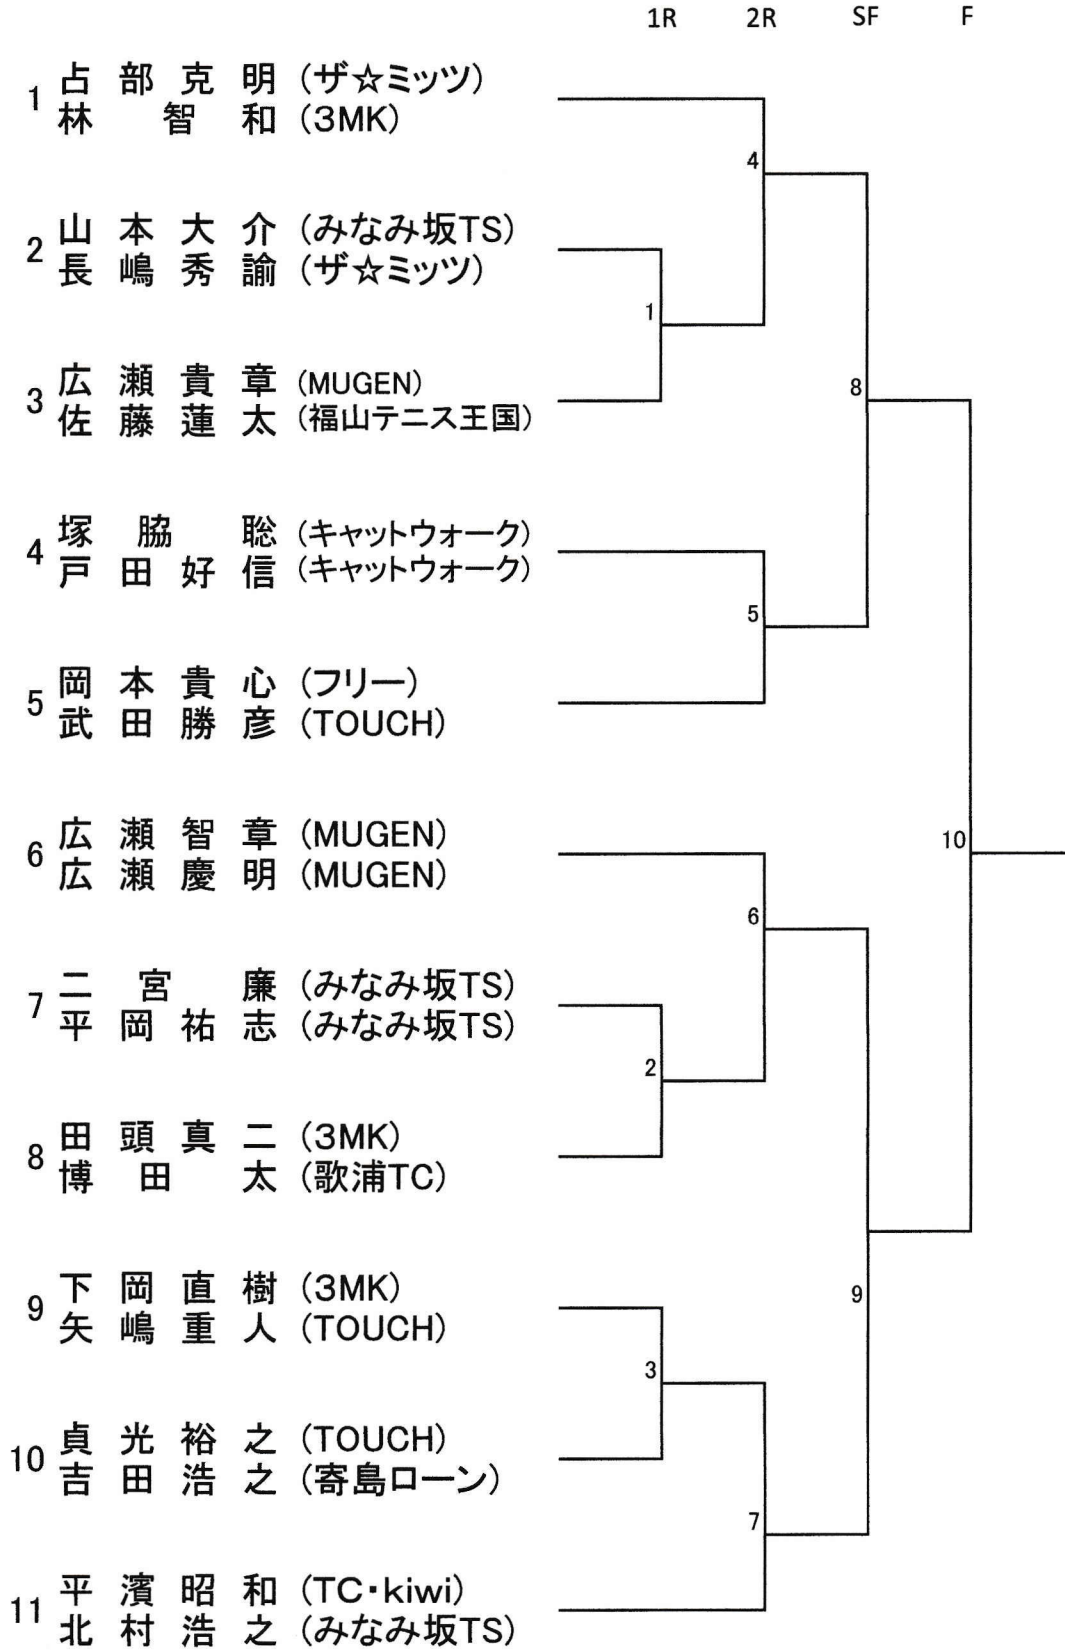 1R 2R SF F
1 占部克明 (ザ☆ミッツ)
林智和 (3MK)
4
2 山本大介 (みなみ坂TS)
長嶋秀諭 (ザ☆ミッツ)
1
3 広瀬貴章 (MUGEN)
佐藤蓮太 (福山テニス王国)
8
4 塚脇聡 (キャットウォーク)
戸田好信 (キャットウォーク)
5
5 岡本貴心 (フリー)
武田勝彦 (TOUCH)
6 広瀬智章 (MUGEN)
広瀬慶明 (MUGEN)
10
6
7 二宮廉 (みなみ坂TS)
平岡祐志 (みなみ坂TS)
2
8 田頭真二 (3MK)
博田太 (歌浦TC)
9 下岡直樹 (3MK)
矢嶋重人 (TOUCH)
9
3
10 貞光裕之 (TOUCH)
吉田浩之 (寄島ローン)
7
11 平濱昭和 (TC・kiwi)
北村浩之 (みなみ坂TS)